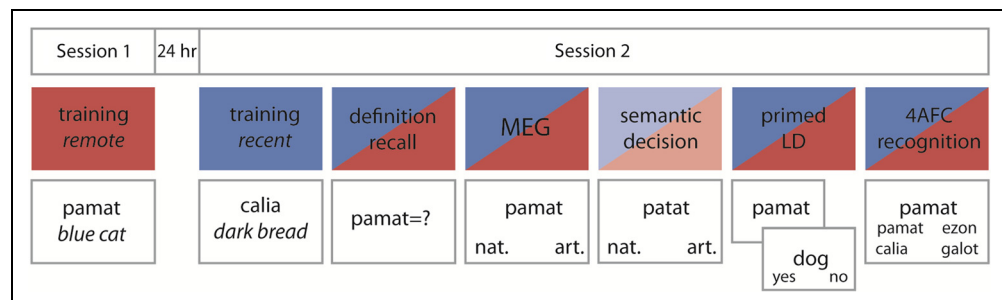 Session 1
24 hr
Session 2
training
remote
training
recent
definition
recall
MEG
semantic
decision
primed
LD
4AFC
recognition
pamat
blue cat
calia
dark bread
pamat=?
pamat
nat. art.
patat
nat. art.
pamat
dog
yes no
pamat
pamat ezon
calia galot